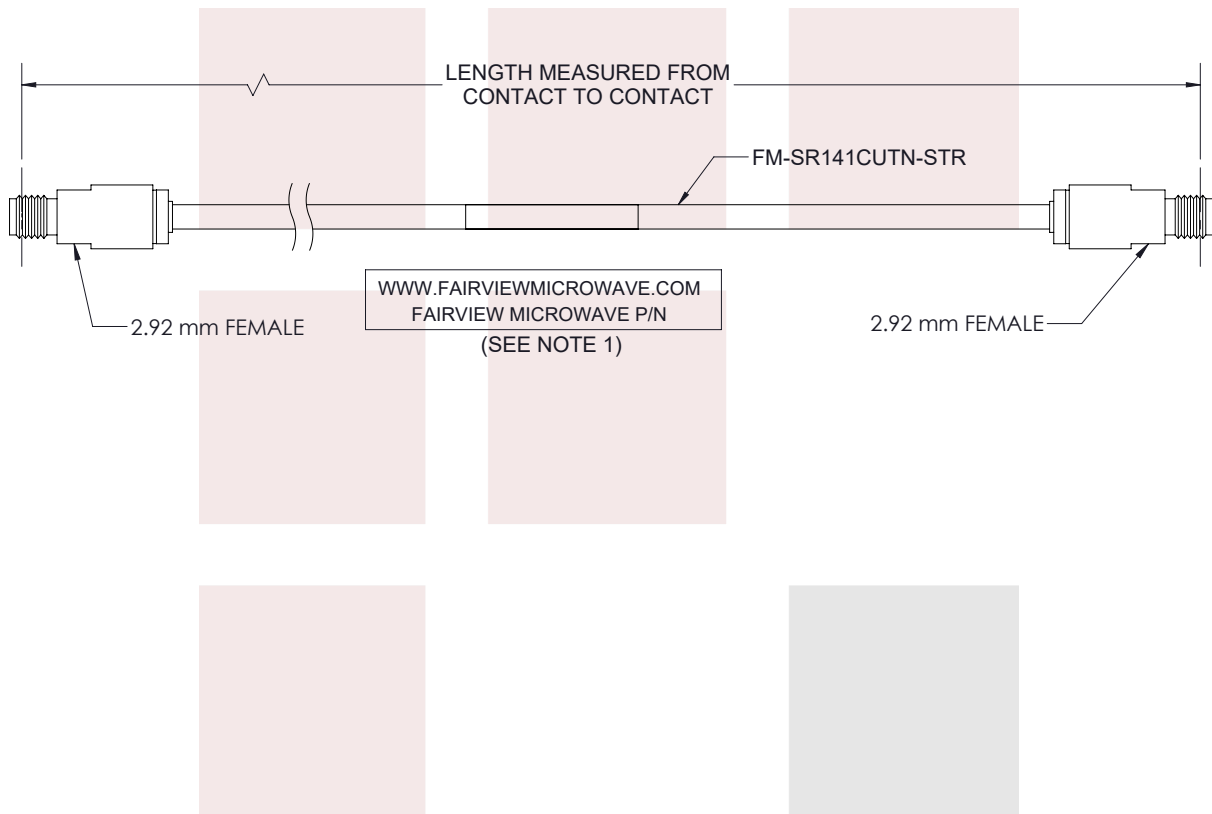 LENGTH MEASURED FROM
CONTACT TO CONTACT
FM-SR141CUTN-STR
WWW.FAIRVIEWMICROWAVE.COM
FAIRVIEW MICROWAVE P/N
(SEE NOTE 1)
2.92 mm FEMALE
2.92 mm FEMALE